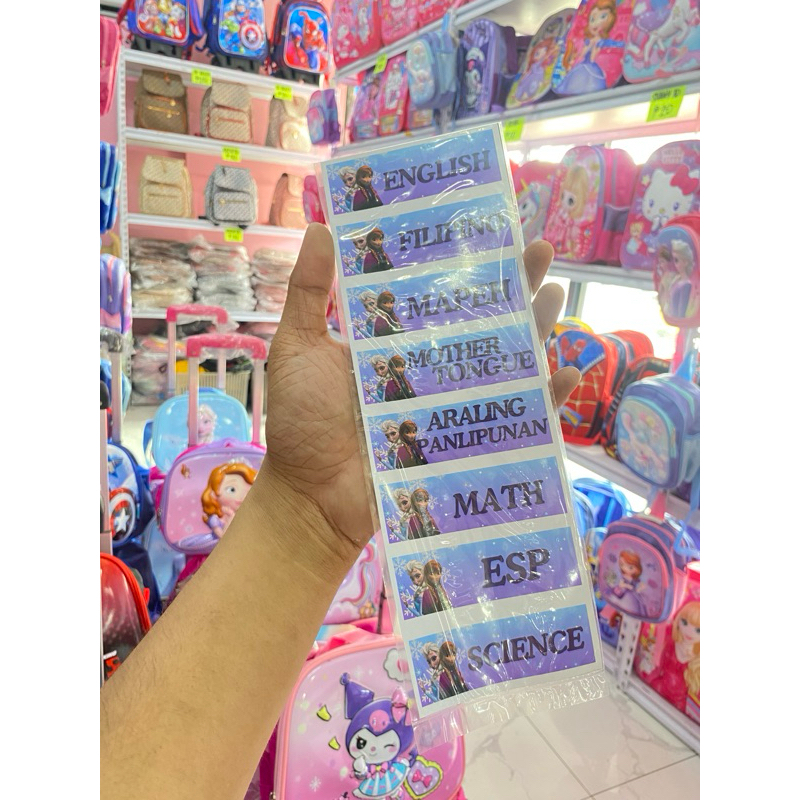 ENGLISH
FILIPINO
MAPEH
MOTHER
TONGUE
ARALING
PANLIPUNAN
MATH
ESP
SCIENCE